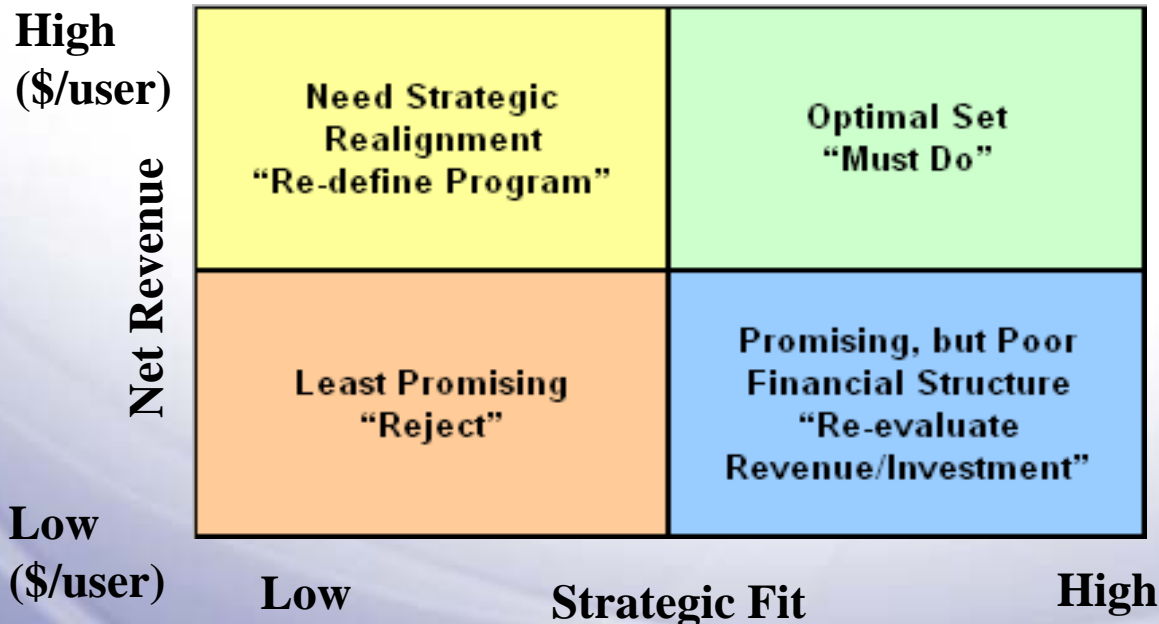 High
($/user)
Need Strategic
Realignment
“Re-define Program”
Optimal Set
“Must Do”
Net Revenue
Least Promising
“Reject”
Promising, but Poor
Financial Structure
“Re-evaluate
Revenue/Investment”
Low
($/user)
Low
Strategic Fit
High